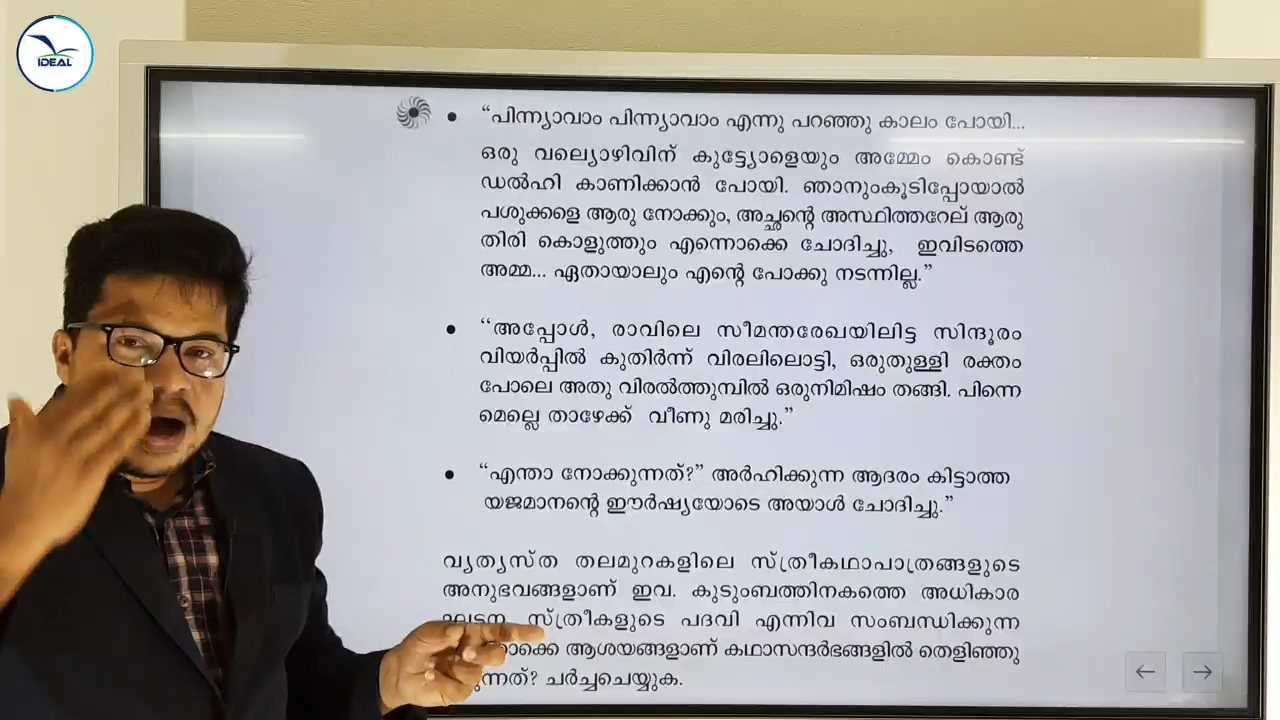 IDEAL
• “പിന്ന്യാവാം പിന്ന്യാവാം എന്നു പറഞ്ഞു കാലം പോയി...
ഒരു വല്യൊഴിവിന് കുട്ട്യോളെയും അമ്മേം കൊണ്ട്
ഡൽഹി കാണിക്കാൻ പോയി. ഞാനുംകൂടിപ്പോയാൽ
പശുക്കളെ ആരു നോക്കും, അച്ഛന്റെ അസ്ഥിത്തറേല് ആരു
തിരി കൊളുത്തും എന്നൊക്കെ ചോദിച്ചു, ഇവിടത്തെ
അമ്മ... ഏതായാലും എന്റെ പോക്കു നടന്നില്ല.”
• “അപ്പോൾ, രാവിലെ സീമന്തരേഖയിലിട്ട സിന്ദൂരം
വിയർപ്പിൽ കുതിർന്ന് വിരലിലൊട്ടി, ഒരുതുള്ളി രക്തം
പോലെ അതു വിരൽത്തുമ്പിൽ ഒരുനിമിഷം തങ്ങി. പിന്നെ
മെല്ലെ താഴേക്ക് വീണു മരിച്ചു.”
• “എന്താ നോക്കുന്നത്?” അർഹിക്കുന്ന ആദരം കിട്ടാത്ത
യജമാനന്റെ ഈർഷ്യയോടെ അയാൾ ചോദിച്ചു.”
വ്യത്യസ്ത തലമുറകളിലെ സ്ത്രീകഥാപാത്രങ്ങളുടെ
അനുഭവങ്ങളാണ് ഇവ. കുടുംബത്തിനകത്തെ അധികാര
സ്ത്രീകളുടെ പദവി എന്നിവ സംബന്ധിക്കുന്ന
ആശയങ്ങളാണ് കഥാസന്ദർഭങ്ങളിൽ തെളിഞ്ഞു
ചർച്ചചെയ്യുക.